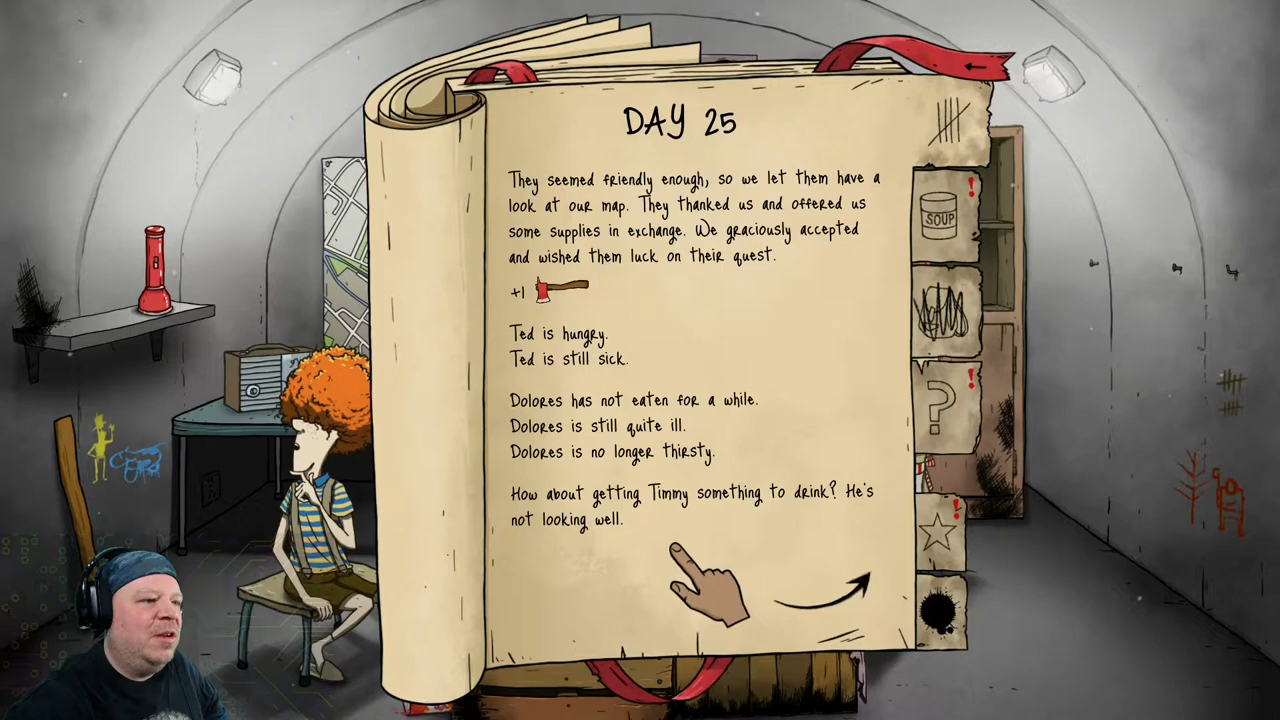 DAY 25
They seemed friendly enough, so we let them have a
look at our map. They thanked us and offered us
some supplies in exchange. We graciously accepted
and wished them luck on their quest.
+1
Ted is hungry.
Ted is still sick.
Dolores has not eaten for a while.
Dolores is still quite ill.
Dolores is no longer thirsty.
How about getting Timmy something to drink? He's
not looking well.
!
SOUP
!
?
!